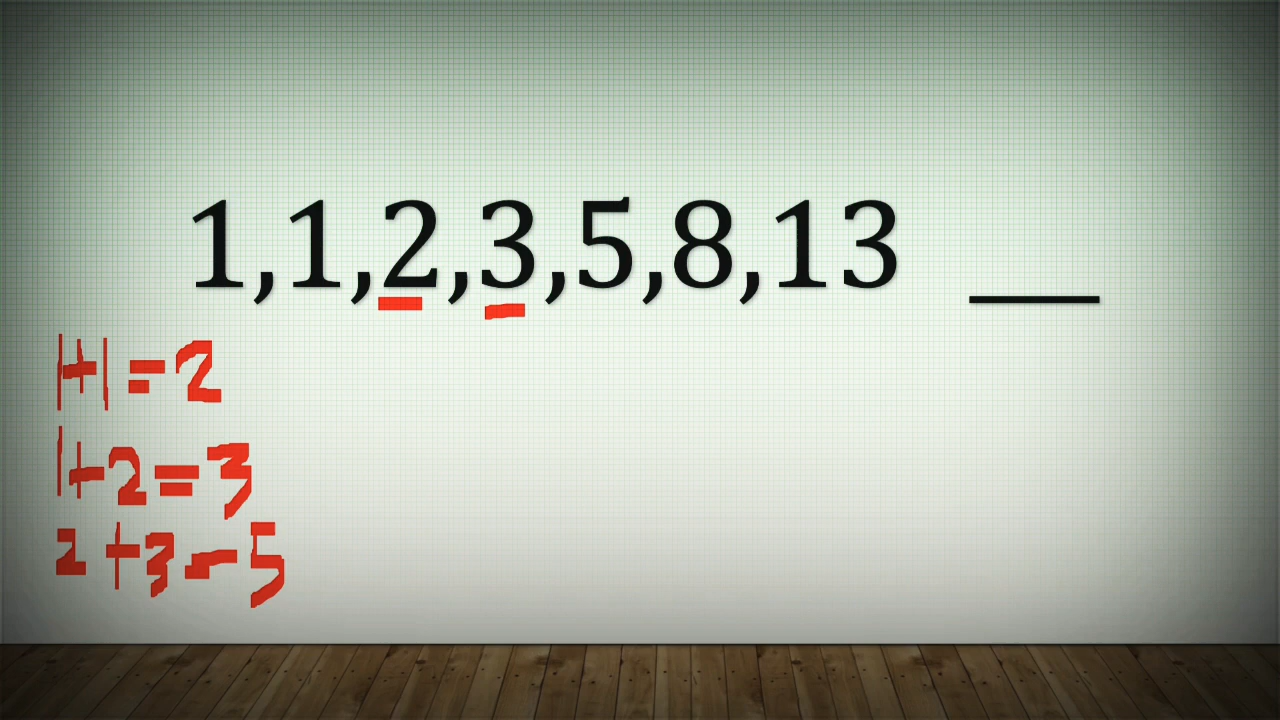 1,1,2,3,5,8,13 __
1+1=2
1+2=3
2+3=5